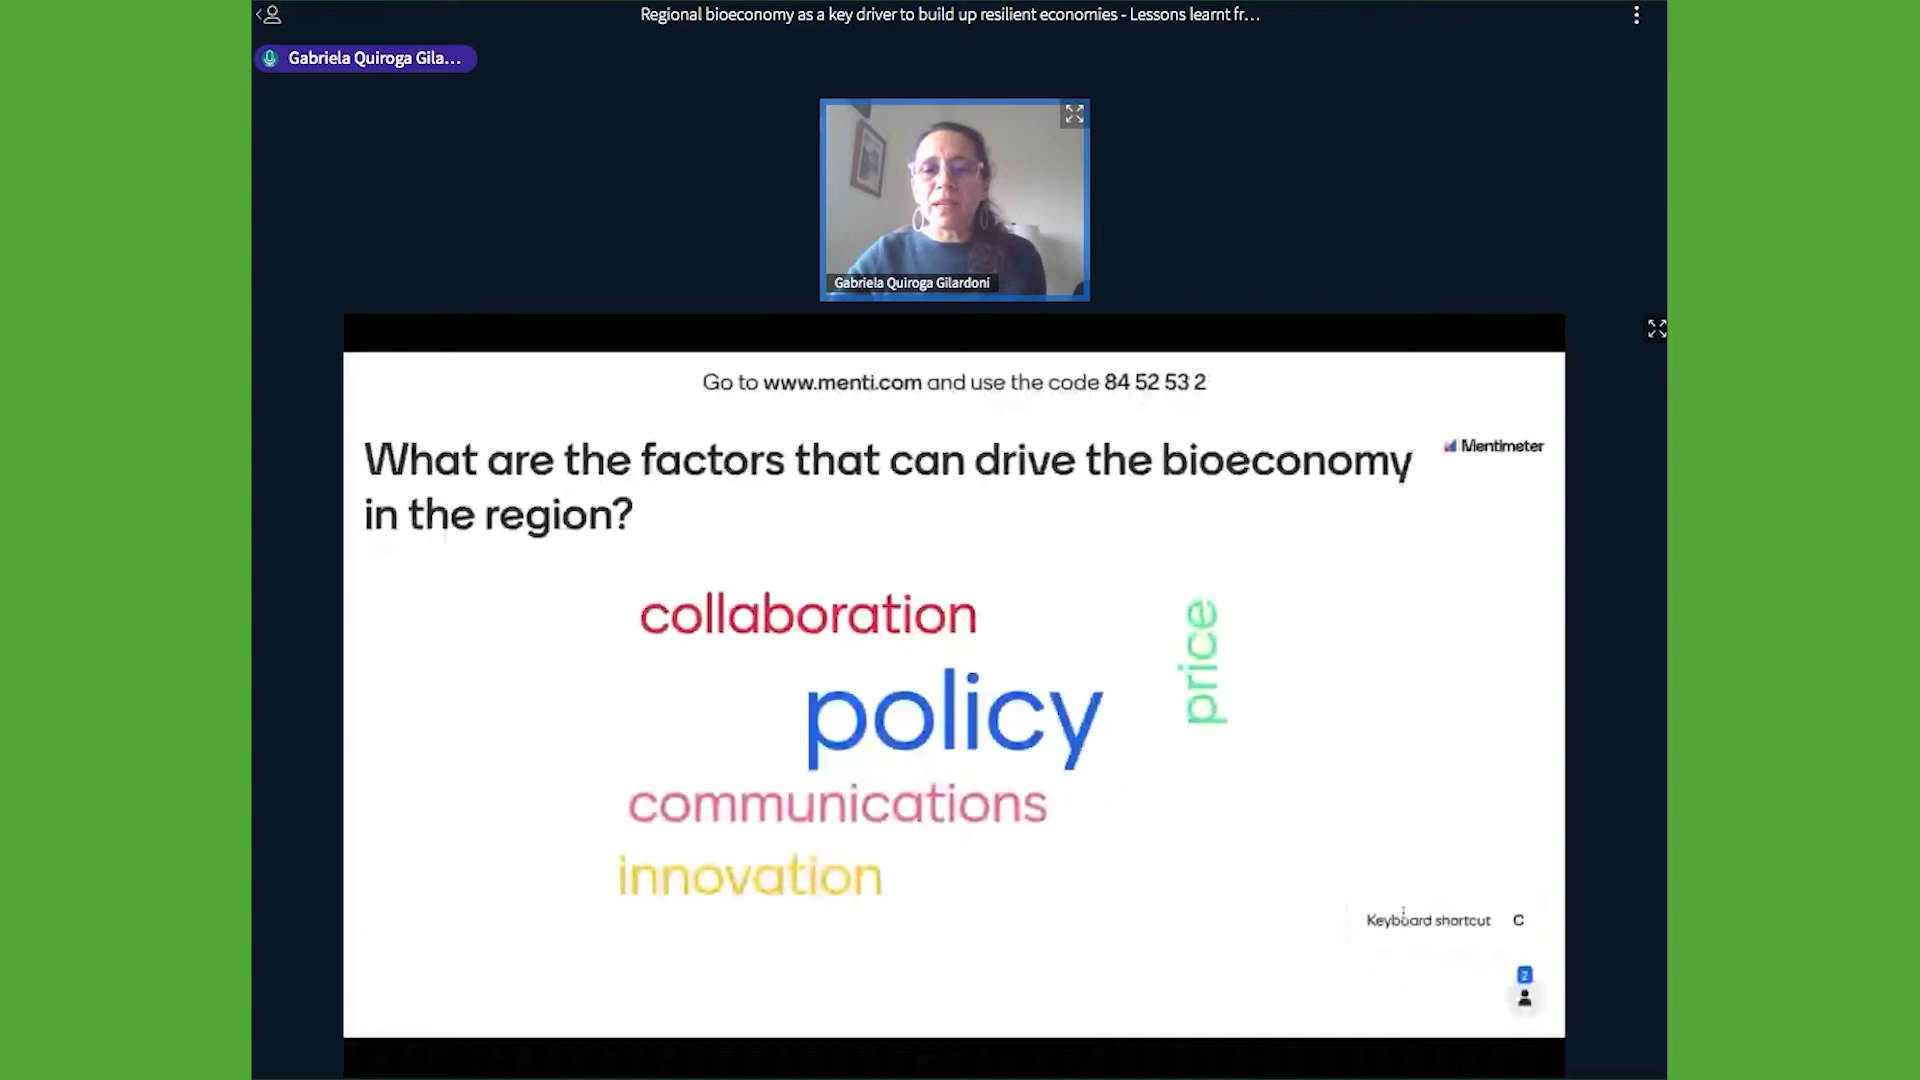 Regional bioeconomy as a key driver to build up resilient economies - Lessons learnt fr...
Gabriela Quiroga Gila...
Gabriela Quiroga Gilardoni
Go to www.menti.com and use the code 84 52 53 2
What are the factors that can drive the bioeconomy
in the region?
Mentimeter
collaboration
price
policy
communications
innovation
Keyboard shortcut C
2